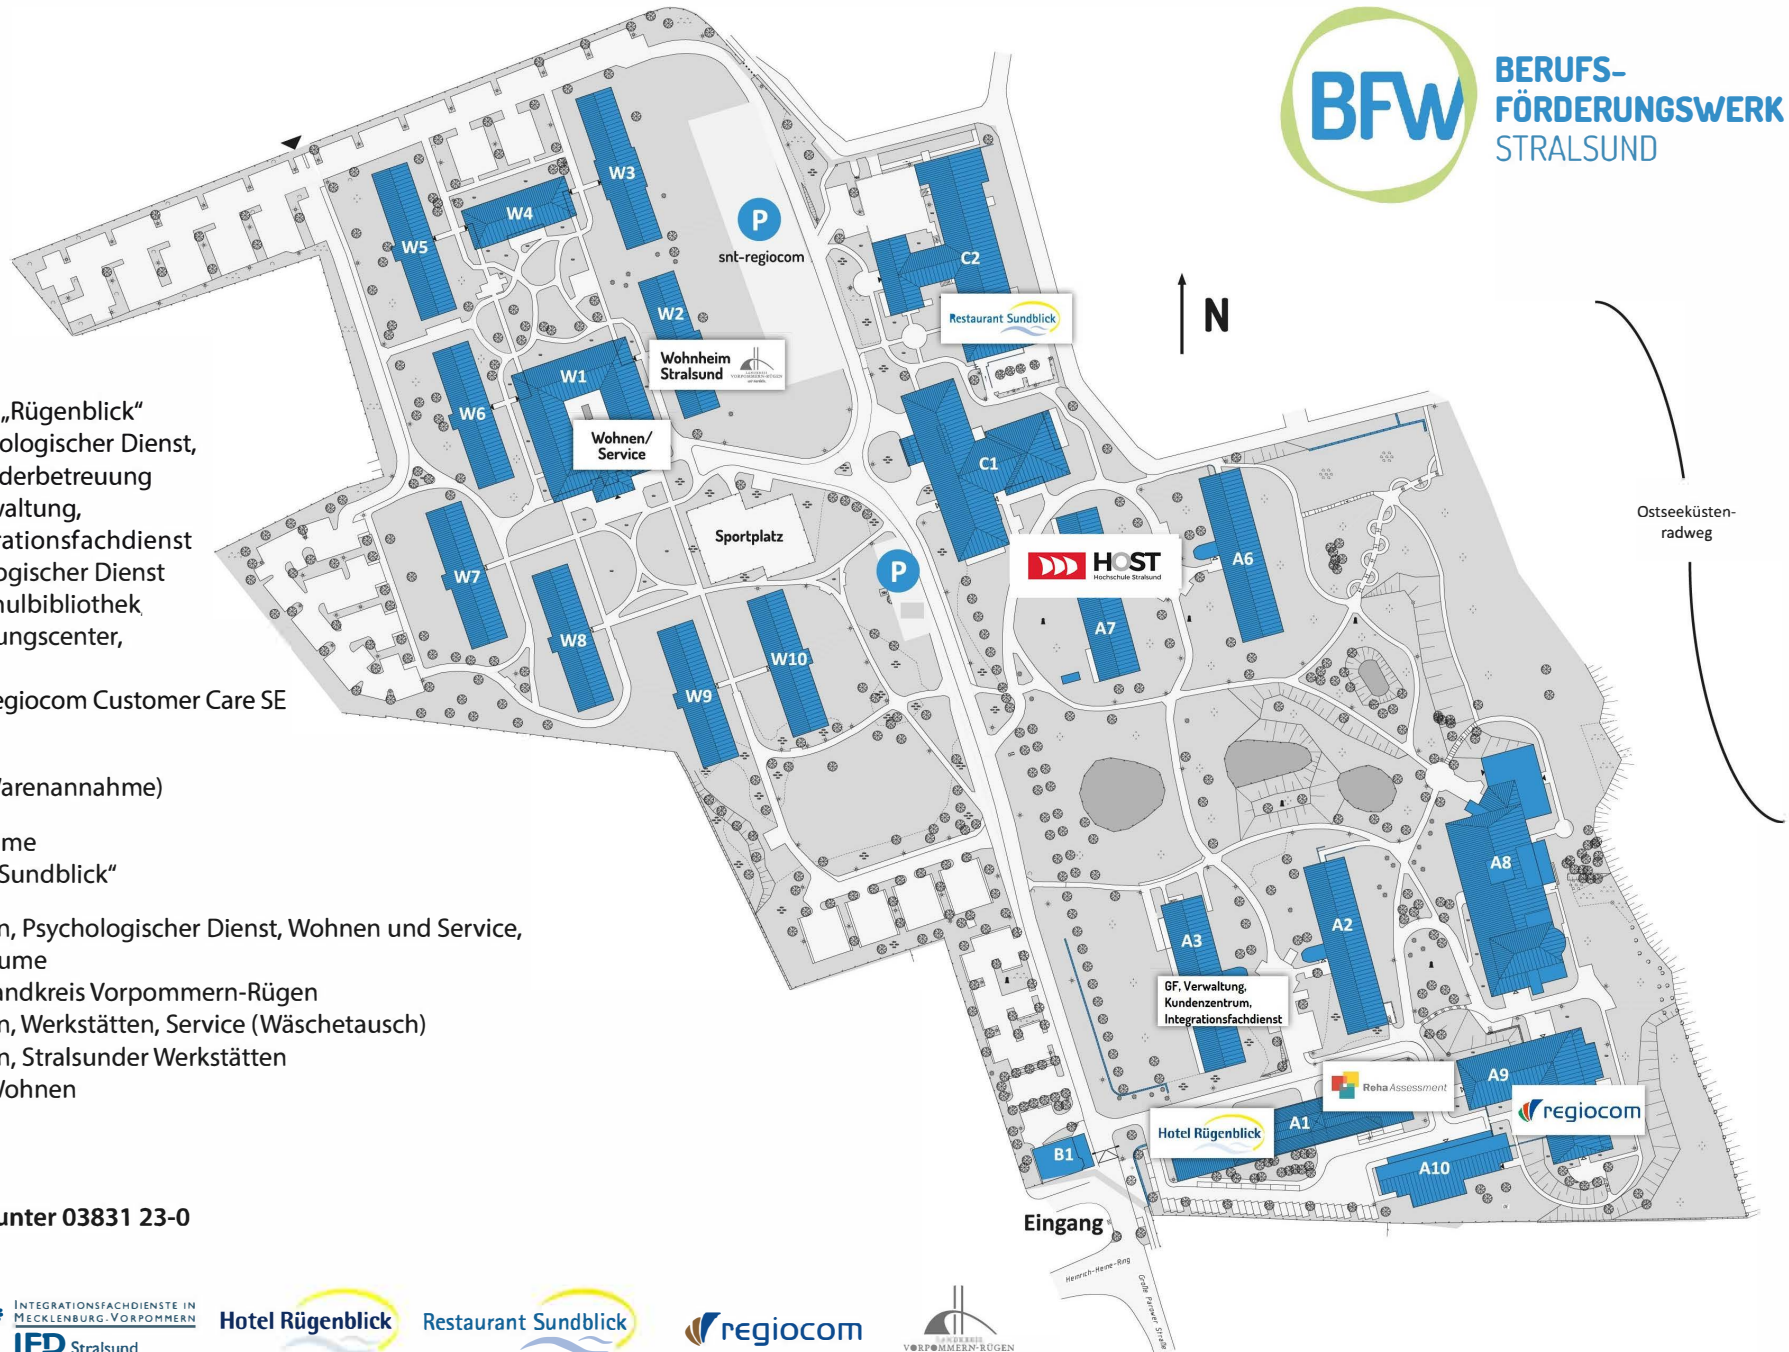 BFW
BERUFS-
FÖRDERUNGSWERK
STRALSUND
W3
W4
W5
P
snt-regiocom
C2
Restaurant Sundblick
N
W2
Wohnheim
Stralsund
W1
W6
Wohnen/
Service
C1
Sportplatz
P
HOST
Hochschule Stralsund
A6
A7
Ostseeküsten-
radweg
W7
W8
W9
W10
A8
A3
A2
GF, Verwaltung,
Kundenzentrum,
Integrationsfachdienst
RehaAssessment
A9
regiocom
Hotel Rügenblick
A1
A10
B1
Eingang
Heinrich-Heine-Ring
Große Parower Straße
„Rügenblick“
ologischer Dienst,
derbetreuung
valtung,
rationsfachdienst
ogischer Dienst
nulbibliothek,
ungscenter,
egiocom Customer Care SE
Varenannahme)
me
Sundblick“
n, Psychologischer Dienst, Wohnen und Service,
ume
andkreis Vorpommern-Rügen
n, Werkstätten, Service (Wäschetausch)
n, Stralsunder Werkstätten
Wohnen
unter 03831 23-0
INTEGRATIONSFACHDIENSTE IN
MECKLENBURG-VORPOMMERN
IFD Stralsund
Hotel Rügenblick
Restaurant Sundblick
regiocom
LANDKREIS
VORPOMMERN-RÜGEN